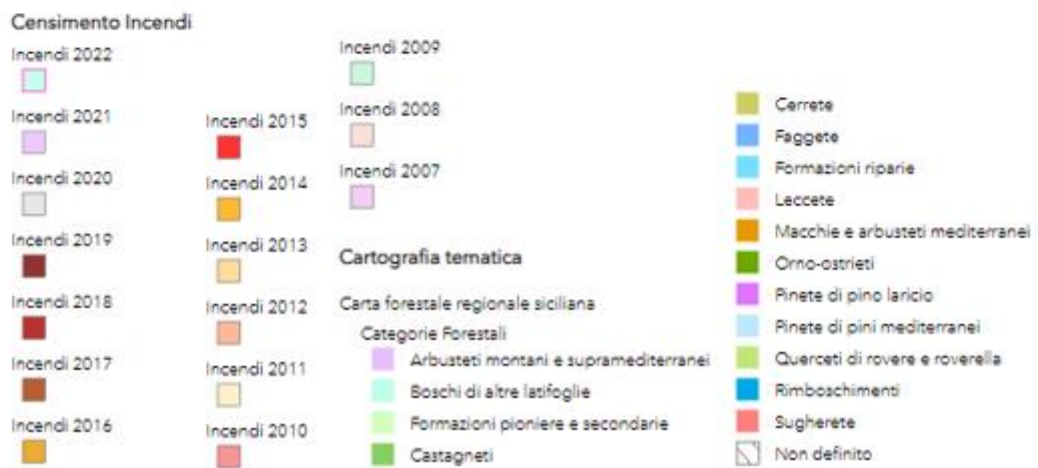 Censimento Incendi
Incendi 2022
Incendi 2021
Incendi 2020
Incendi 2019
Incendi 2018
Incendi 2017
Incendi 2016
Incendi 2015
Incendi 2014
Incendi 2013
Incendi 2012
Incendi 2011
Incendi 2010
Incendi 2009
Incendi 2008
Incendi 2007
Cartografia tematica
Carta forestale regionale siciliana
Categorie Forestali
Arbusteti montani e supramediterranei
Boschi di altre latifoglie
Formazioni pioniere e secondarie
Castagneti
Cerrete
Faggete
Formazioni riparie
Leccete
Macchie e arbusteti mediterranei
Orno-ostrieti
Pinete di pino laricio
Pinete di pini mediterranei
Querceti di rovere e roverella
Rimboschimenti
Sugherete
Non definito